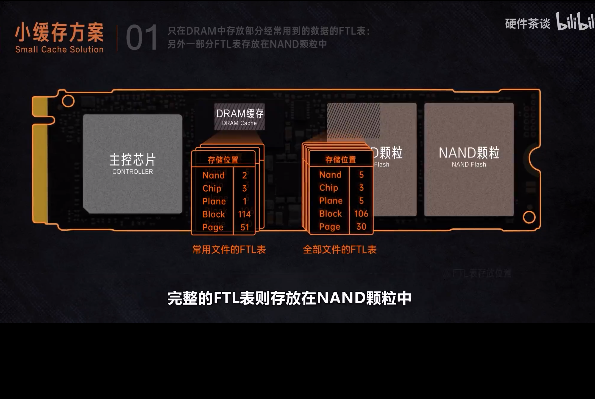 小缓存方案
Small Cache Solution
01
只在DRAM中存放部分经常用到的数据的FTL表;
另外一部分FTL表存放在NAND颗粒中
硬件茶谈
bilibili
DRAM缓存
DRAM Cache
主控芯片
CONTROLLER
D颗粒
Flash
NAND颗粒
NAND Flash
存储位置
Nand 2
Chip 3
Plane 1
Block 114
Page 51
存储位置
Nand 5
Chip 3
Plane 5
Block 106
Page 30
常用文件的FTL表
全部文件的FTL表
完整的FTL表则存放在NAND颗粒中